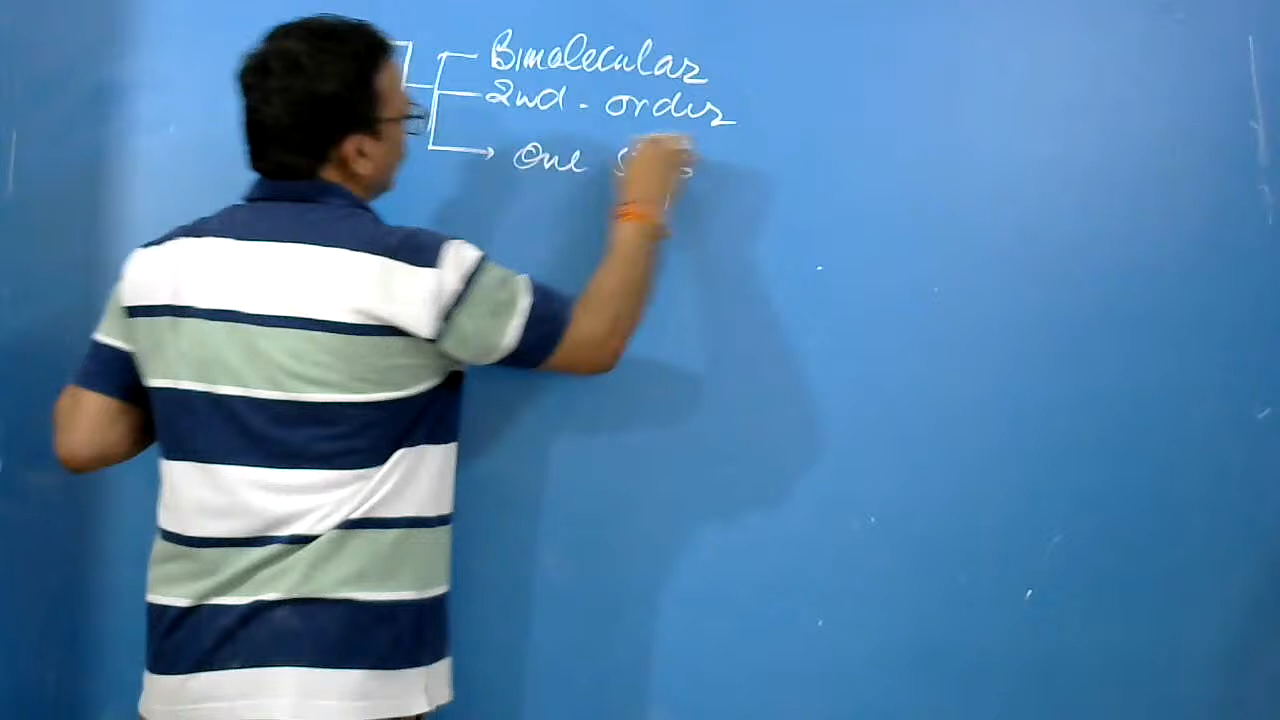 Bimolecular
2nd - order
One